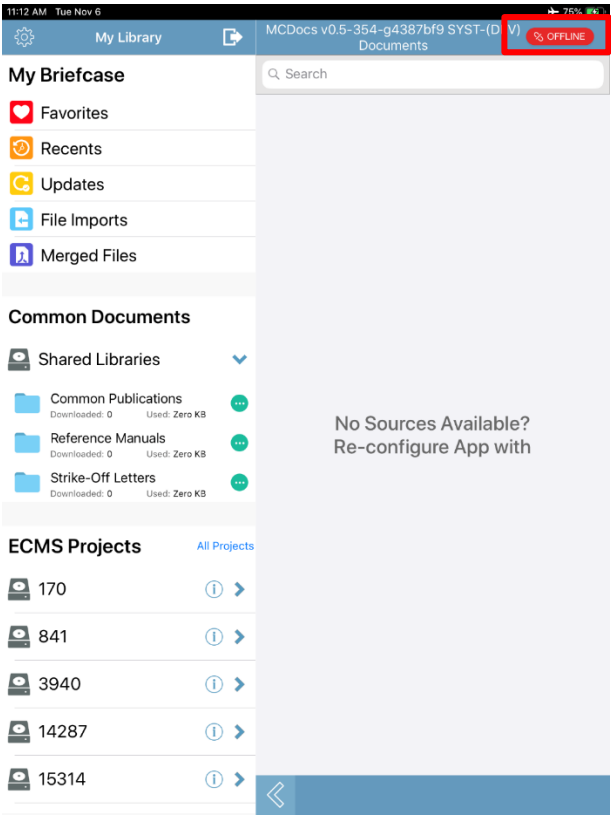 11:12 AM Tue Nov 6
75%
My Library
MCDocs v0.5-354-g4387bf9 SYST-(DEV)
Documents
OFFLINE
My Briefcase
Search
Favorites
Recents
Updates
File Imports
Merged Files
Common Documents
Shared Libraries
Common Publications
Downloaded: 0 Used: Zero KB
Reference Manuals
Downloaded: 0 Used: Zero KB
Strike-Off Letters
Downloaded: 0 Used: Zero KB
No Sources Available?
Re-configure App with
ECMS Projects All Projects
170
841
3940
14287
15314